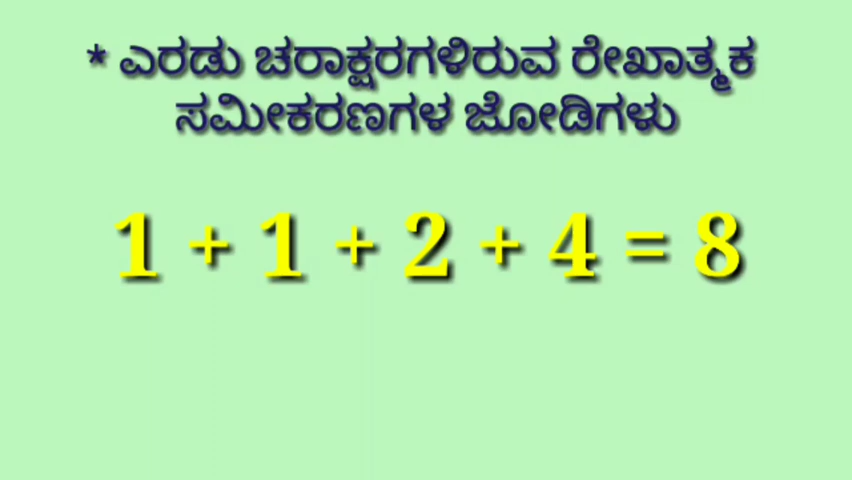 * ಎರಡು ಚರಾಕ್ಷರಗಳಿರುವ ರೇಖಾತ್ಮಕ
ಸಮೀಕರಣಗಳ ಜೋಡಿಗಳು
1 + 1 + 2 + 4 = 8